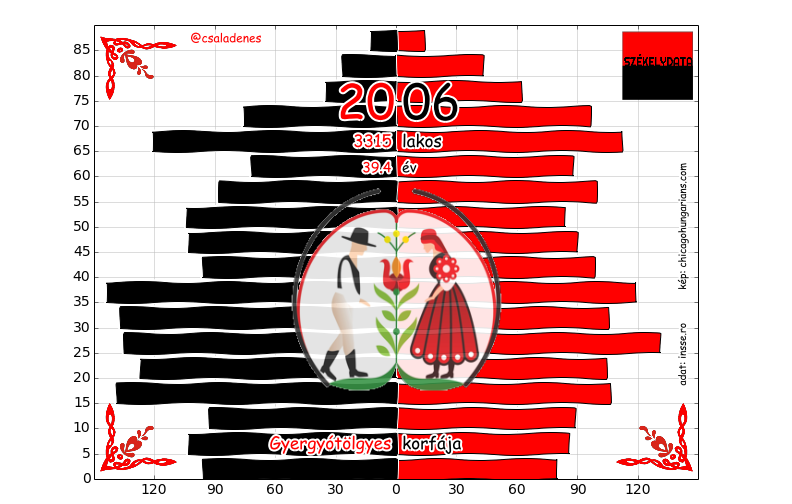 @csaladenes
SZÉKELYDATA
2006
3315 lakos
39.4 év
kép: chicagohungarians.com
adat: insse.ro
Gyergyótölgyes korfája
85
80
75
70
65
60
55
50
45
40
35
30
25
20
15
10
5
0
120 90 60 30 0 30 60 90 120